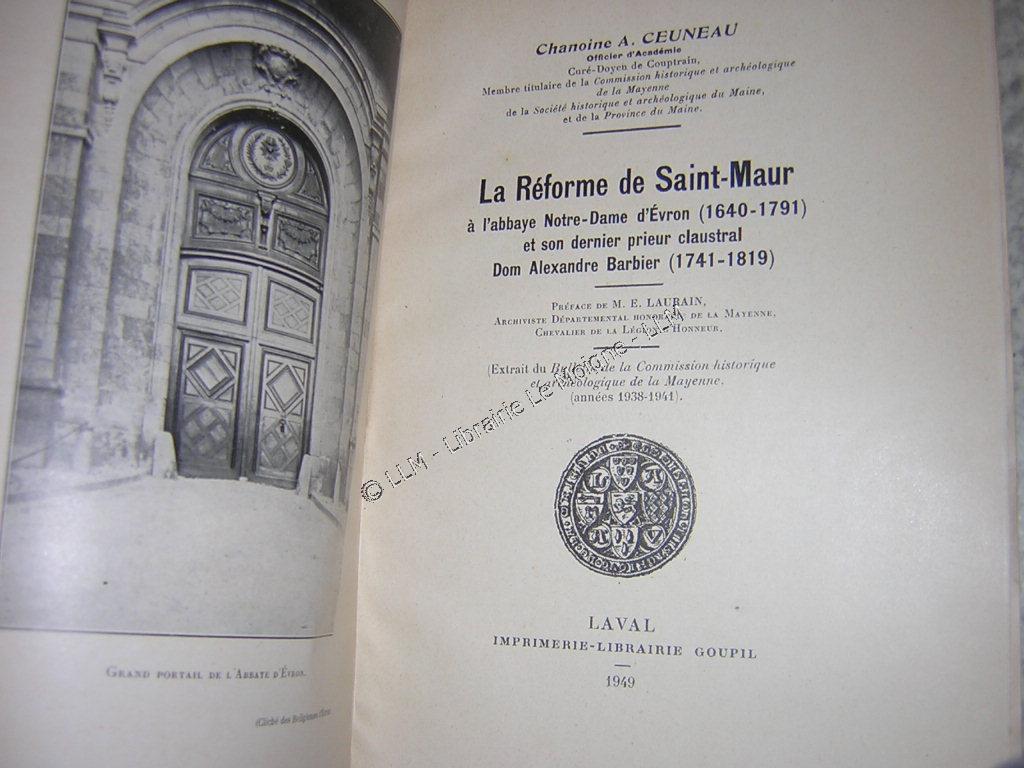 GRAND PORTAIL DE L'ABBAYE D'ÉVRON.
(Cliché des Religieuses
Chanoine A. CEUNEAU
Officier d'Académie
Curé-Doyen de Couptrain,
Membre titulaire de la Commission historique et archéologique
de la Mayenne
de la Société historique et archéologique du Maine,
et de la Province du Maine.
La Réforme de Saint-Maur
à l'abbaye Notre-Dame d'Évron (1640-1791)
et son dernier prieur claustral
Dom Alexandre Barbier (1741-1819)
PRÉFACE DE M. E. LAURAIN,
ARCHIVISTE DÉPARTEMENTAL HONORAIRE DE LA MAYENNE,
CHEVALIER DE LA LÉGION D'HONNEUR.
(Extrait du Bulletin de la Commission historique
et archéologique de la Mayenne.
(années 1938-1941).
© LLM - Librairie Le Moigne - LLM
LAVAL
IMPRIMERIE-LIBRAIRIE GOUPIL
1949